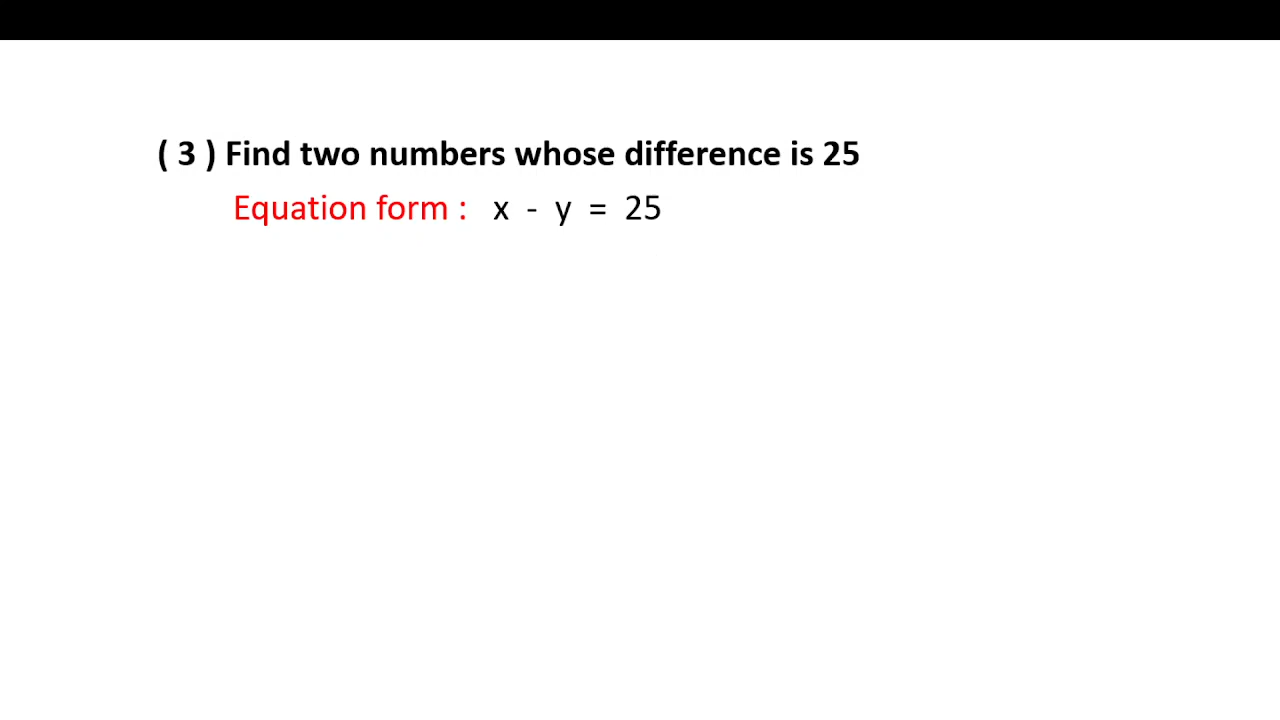 ( 3 ) Find two numbers whose difference is 25
Equation form : x - y = 25